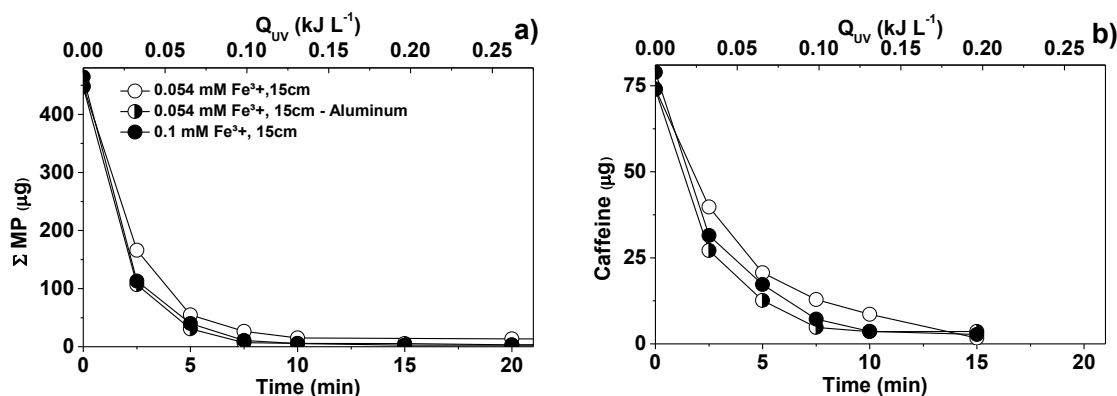 Q_UV (kJ L⁻¹)
0.00 0.05 0.10 0.15 0.20 0.25
a)
0.054 mM Fe³+,15cm
0.054 mM Fe³+, 15cm - Aluminum
0.1 mM Fe³+, 15cm
400
300
200
100
0
Σ MP (µg)
0 5 10 15 20
Time (min)
Q_UV (kJ L⁻¹)
0.00 0.05 0.10 0.15 0.20 0.25
b)
75
50
25
0
Caffeine (µg)
0 5 10 15 20
Time (min)